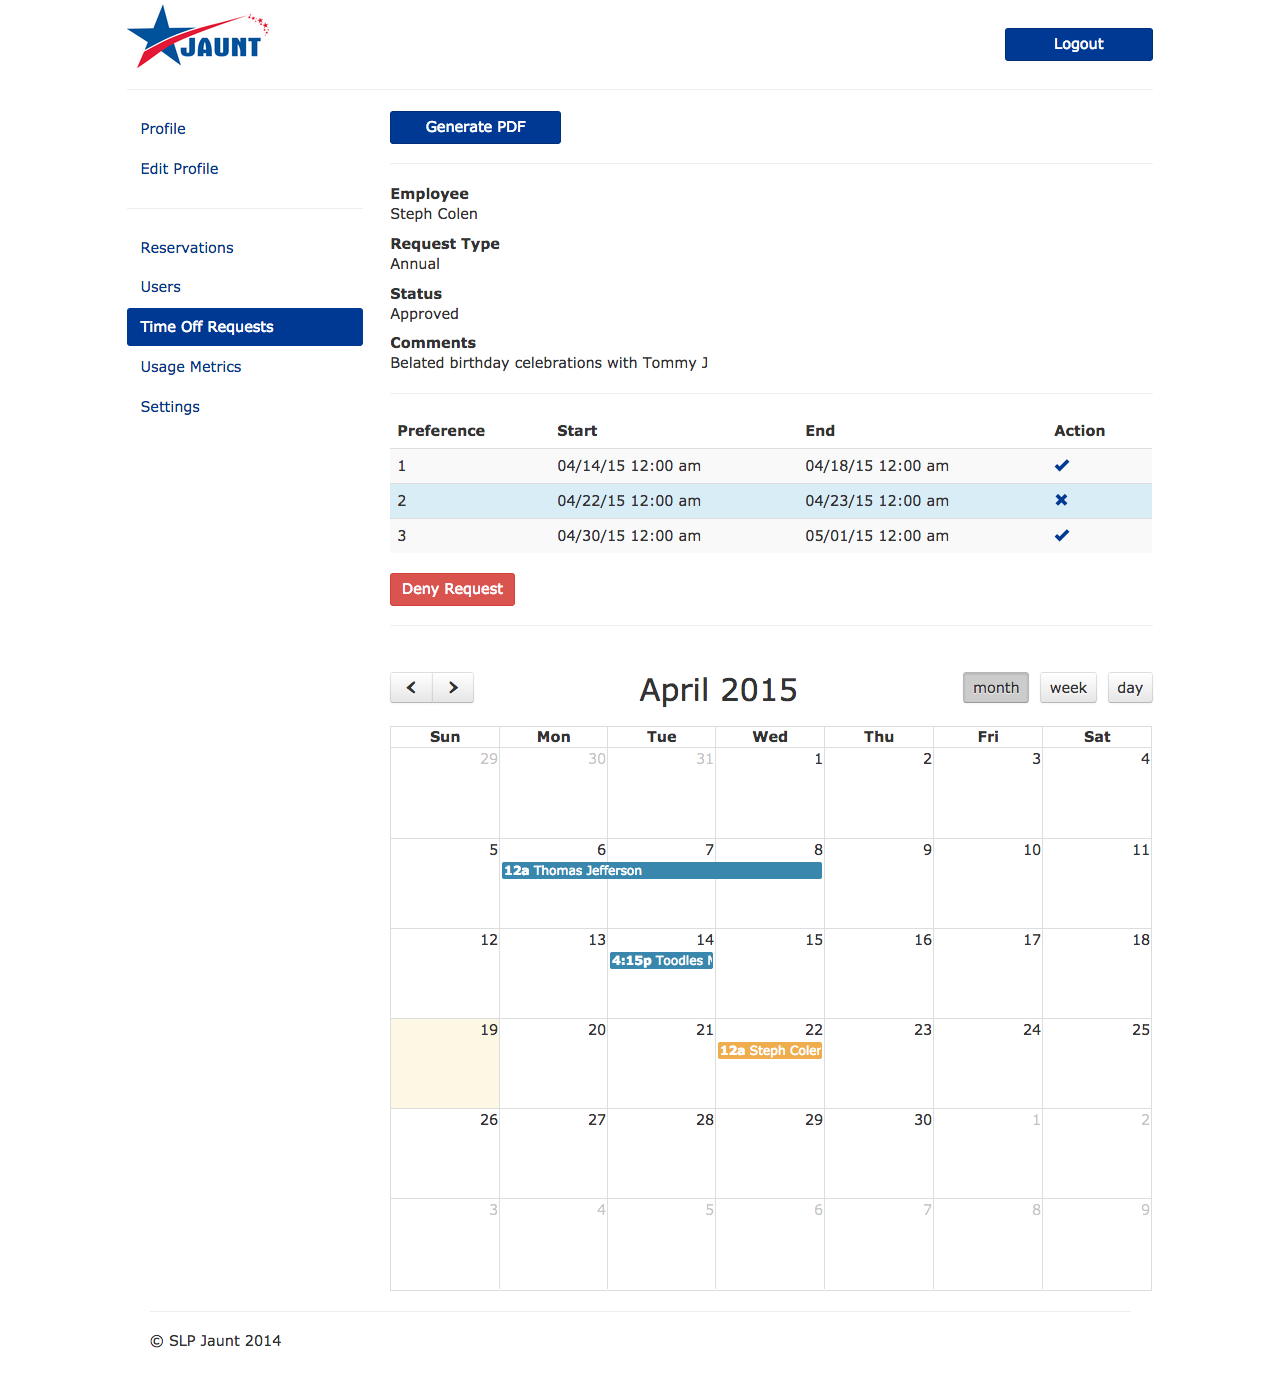 JAUNT
Logout
Profile
Edit Profile
Reservations
Users
Time Off Requests
Usage Metrics
Settings
Generate PDF
Employee
Steph Colen
Request Type
Annual
Status
Approved
Comments
Belated birthday celebrations with Tommy J
Preference Start End Action
1 04/14/15 12:00 am 04/18/15 12:00 am
2 04/22/15 12:00 am 04/23/15 12:00 am
3 04/30/15 12:00 am 05/01/15 12:00 am
Deny Request
April 2015
month week day
Sun Mon Tue Wed Thu Fri Sat
29 30 31 1 2 3 4
5 6 7 8 9 10 11
12a Thomas Jefferson
12 13 14 15 16 17 18
4:15p Toodles
19 20 21 22 23 24 25
12a Steph Colen
26 27 28 29 30 1 2
3 4 5 6 7 8 9
© SLP Jaunt 2014